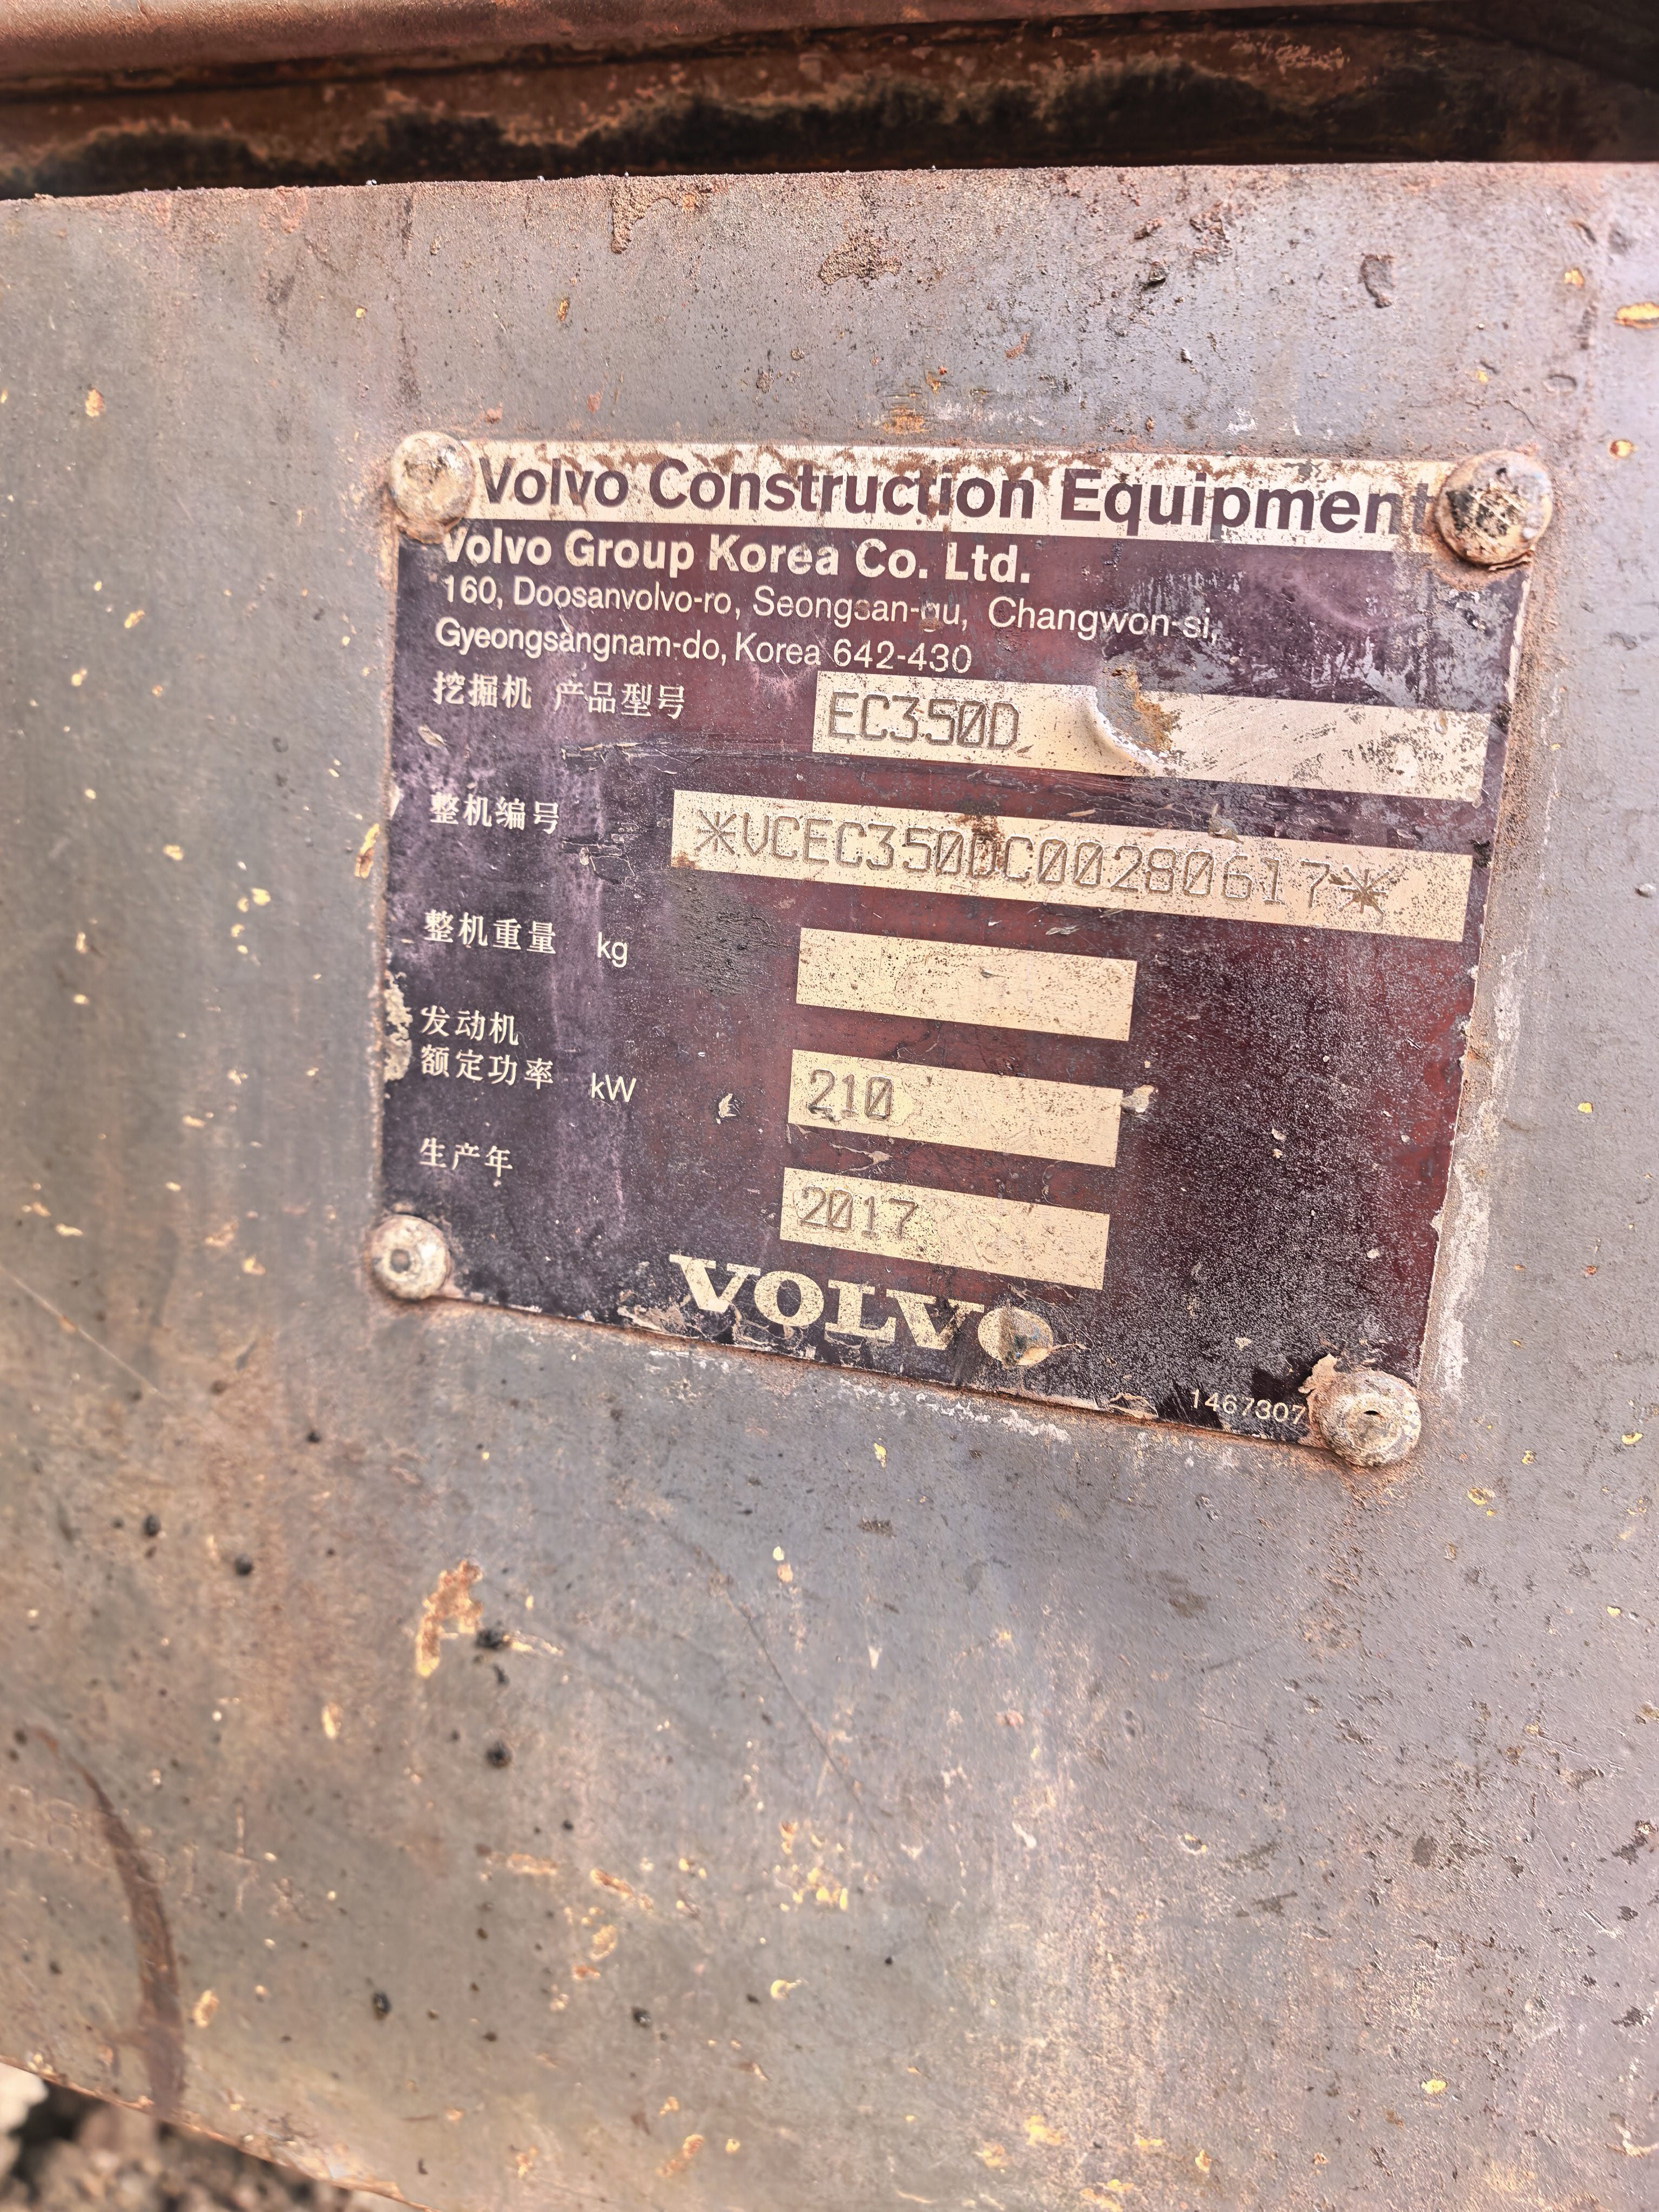 Volvo Construction Equipment
Volvo Group Korea Co. Ltd.
160, Doosanvolvo-ro, Seongsan-gu, Changwon-si,
Gyeongsangnam-do, Korea 642-430
挖掘机 产品型号 EC350D
整机编号 *VCEC350DC00280617*
整机重量 kg
发动机
额定功率 kW 210
生产年 2017
VOLVO
1467307